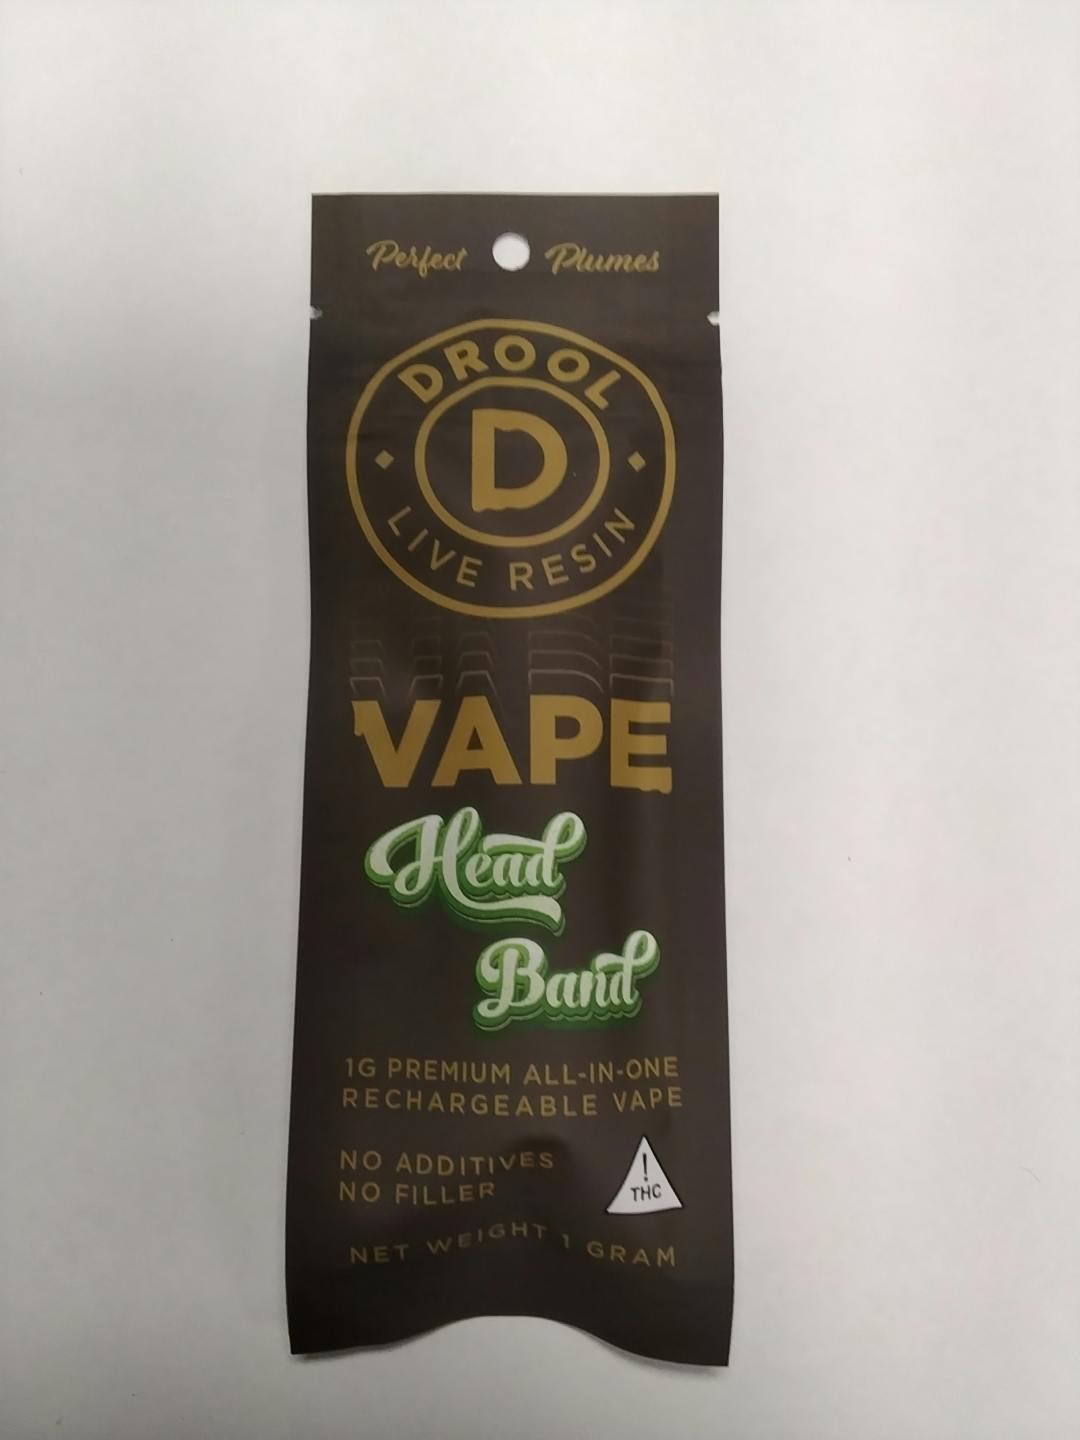 Perfect Plumes
DROOL
D
LIVE RESIN
VAPE
Head
Band
1G PREMIUM ALL-IN-ONE
RECHARGEABLE VAPE
NO ADDITIVES
NO FILLER
!
THC
NET WEIGHT 1 GRAM